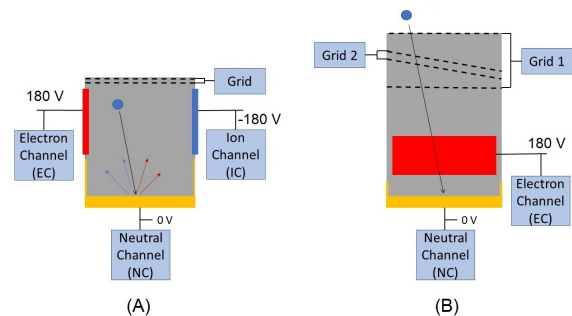 Grid
180 V
-180 V
Electron
Channel
(EC)
Ion
Channel
(IC)
0 V
Neutral
Channel
(NC)
(A)
Grid 2
Grid 1
180 V
Electron
Channel
(EC)
0 V
Neutral
Channel
(NC)
(B)